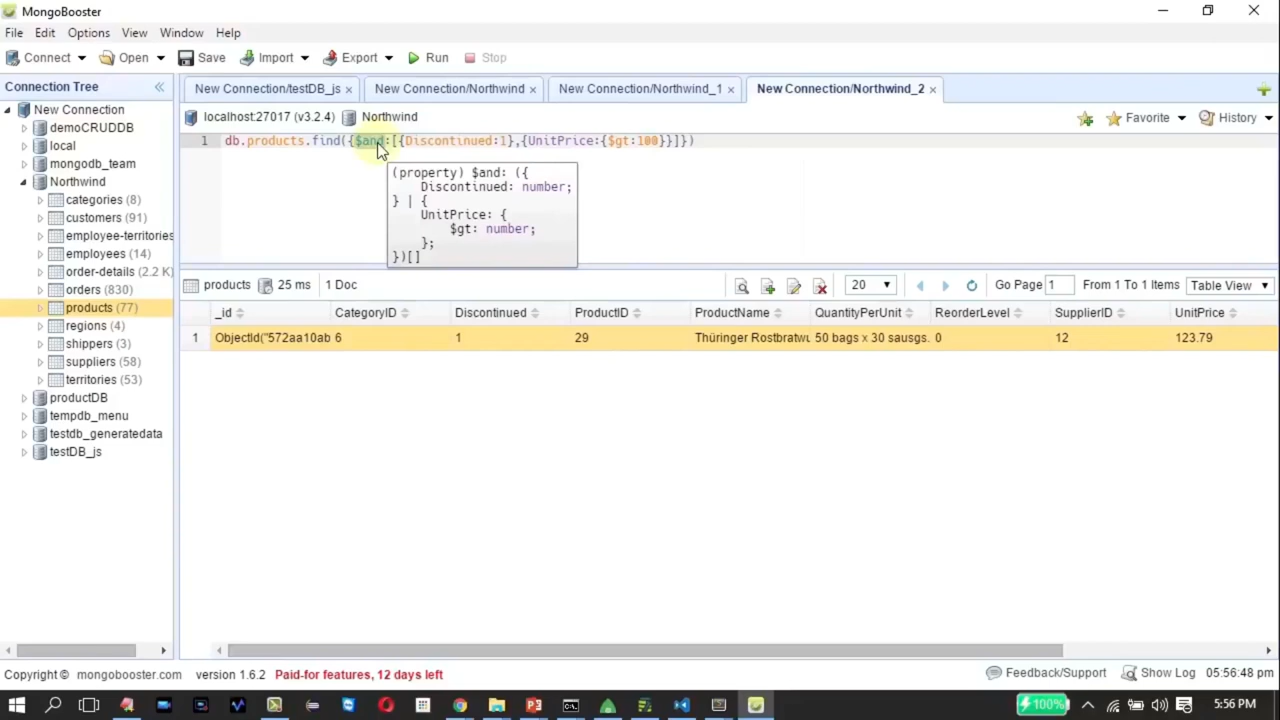 MongoBooster
File Edit Options View Window Help
Connect Open Save Import Export Run Stop
Connection Tree
New Connection
demoCRUDDB
local
mongodb_team
Northwind
categories (8)
customers (91)
employee-territories
employees (14)
order-details (2.2 K)
orders (830)
products (77)
regions (4)
shippers (3)
suppliers (58)
territories (53)
productDB
tempdb_menu
testdb_generatedata
testDB_js
New Connection/testDB_js × New Connection/Northwind × New Connection/Northwind_1 × New Connection/Northwind_2 ×
localhost:27017 (v3.2.4) Northwind Favorite History
1 db.products.find({$and:[{Discontinued:1},{UnitPrice:{$gt:100}}]})
(property) $and: ({
Discontinued: number;
} | {
UnitPrice: {
$gt: number;
};
})[]
products 25 ms 1 Doc 20 Go Page 1 From 1 To 1 Items Table View
_id CategoryID Discontinued ProductID ProductName QuantityPerUnit ReorderLevel SupplierID UnitPrice
1 ObjectId("572aa10ab 6 1 29 Thüringer Rostbratwu 50 bags x 30 sausgs. 0 12 123.79
Copyright © mongobooster.com version 1.6.2 Paid-for features, 12 days left Feedback/Support Show Log 05:56:48 pm
100% 5:56 PM